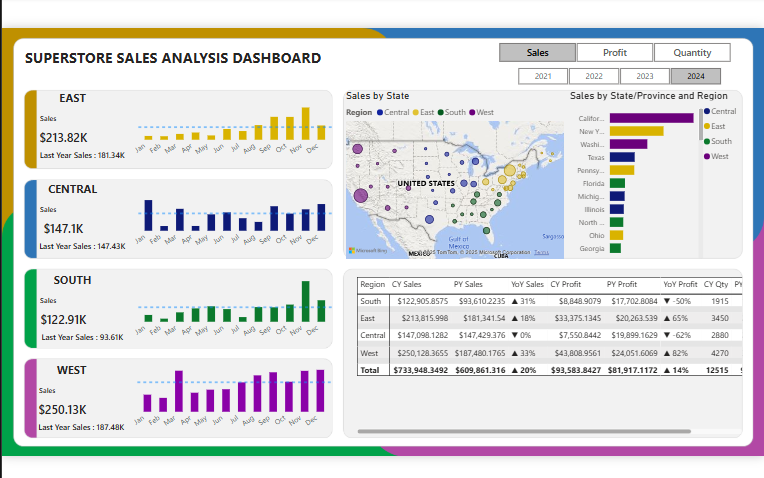 SUPERSTORE SALES ANALYSIS DASHBOARD
Sales Profit Quantity
2021 2022 2023 2024
EAST
Sales
$213.82K
Last Year Sales : 181.34K
Jan Feb Mar Apr May Jun Jul Aug Sep Oct Nov Dec
CENTRAL
Sales
$147.1K
Last Year Sales : 147.43K
Jan Feb Mar Apr May Jun Jul Aug Sep Oct Nov Dec
SOUTH
Sales
$122.91K
Last Year Sales : 93.61K
Jan Feb Mar Apr May Jun Jul Aug Sep Oct Nov Dec
WEST
Sales
$250.13K
Last Year Sales : 187.48K
Jan Feb Mar Apr May Jun Jul Aug Sep Oct Nov Dec
Sales by State
Region Central East South West
UNITED STATES
Gulf of
Mexico
Sargasso
MEXICO
CUBA
Microsoft Bing
© 2025 TomTom, © 2025 Microsoft Corporation Terms
Sales by State/Province and Region
Califor...
New Y...
Washi...
Texas
Pennsy...
Florida
Michig...
Illinois
North ...
Ohio
Georgia
Central
East
South
West
Region CY Sales PY Sales YoY Sales CY Profit PY Profit YoY Profit CY Qty PY
South $122,905.8575 $93,610.2235 ▲ 31% $8,848.9079 $17,702.8084 ▼ -50% 1915
East $213,815.998 $181,341.54 ▲ 18% $33,375.1345 $20,263.539 ▲ 65% 3450
Central $147,098.1282 $147,429.376 ▼ 0% $7,550.8442 $19,899.1629 ▼ -62% 2880
West $250,128.3655 $187,480.1765 ▲ 33% $43,808.9561 $24,051.6069 ▲ 82% 4270
Total $733,948.3492 $609,861.316 ▲ 20% $93,583.8427 $81,917.1172 ▲ 14% 12515